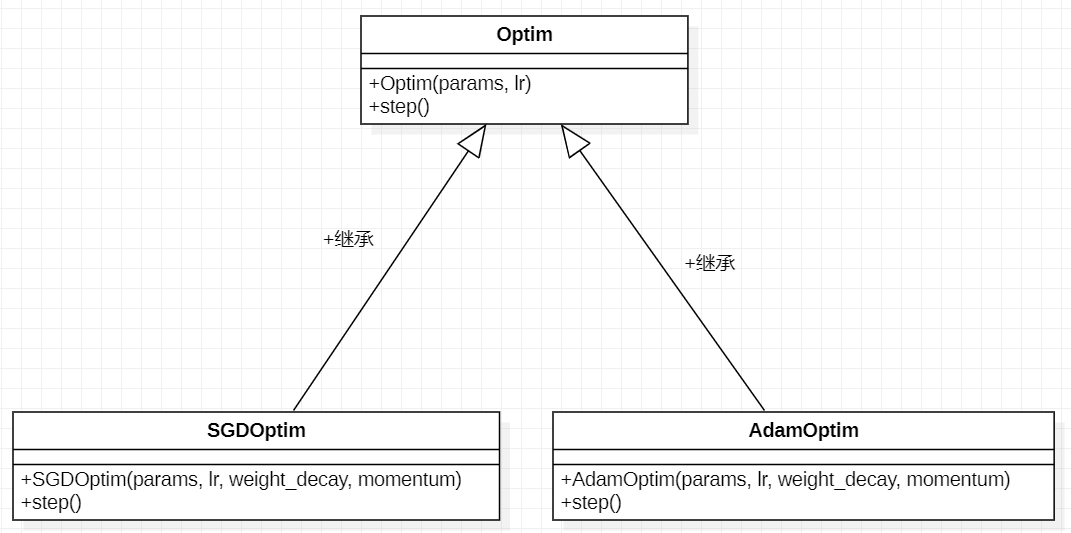 Optim
+Optim(params, lr)
+step()
+继承
+继承
SGDOptim
+SGDOptim(params, lr, weight_decay, momentum)
+step()
AdamOptim
+AdamOptim(params, lr, weight_decay, momentum)
+step()